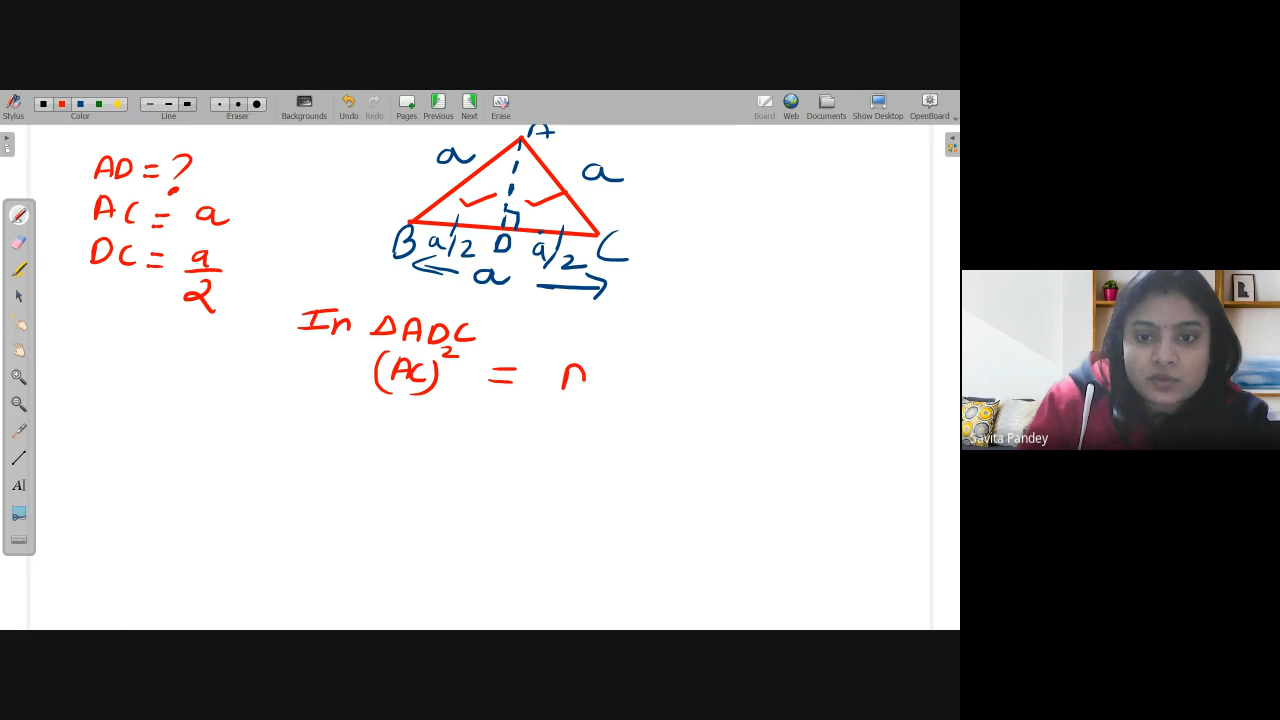 Stylus
Color
Line
Eraser
Backgrounds
Undo
Redo
Pages
Previous
Next
Erase
Board
Web
Documents
Show Desktop
OpenBoard
AD = ?
AC = a
DC = a/2
A
a
a
B
a/2
D
a/2
C
a
In ΔADC
(AC)² =
AI
Savita Pandey